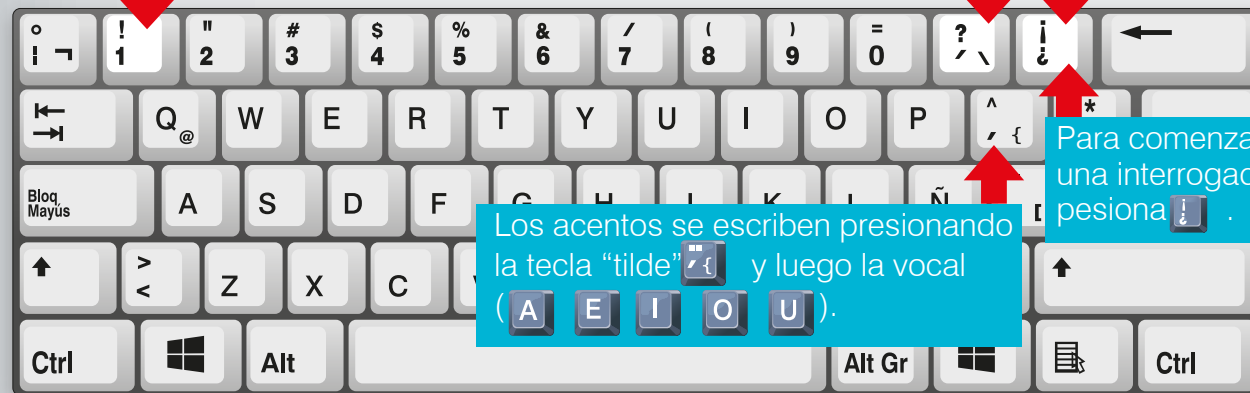 ° ! " # $ % & / ( ) = ? ¡
¦ ¬ 1 2 3 4 5 6 7 8 9 0 ´ \ ¿
Q @ W E R T Y U I O P ^ ´ { *
Bloq
Mayús A S D F
> < Z X C
Ctrl Alt Alt Gr Ctrl
Los acentos se escriben presionando
la tecla “tilde” ´ { y luego la vocal
( A E I O U ).
Para comenza
una interrogac
pesiona ¡ ¿ .